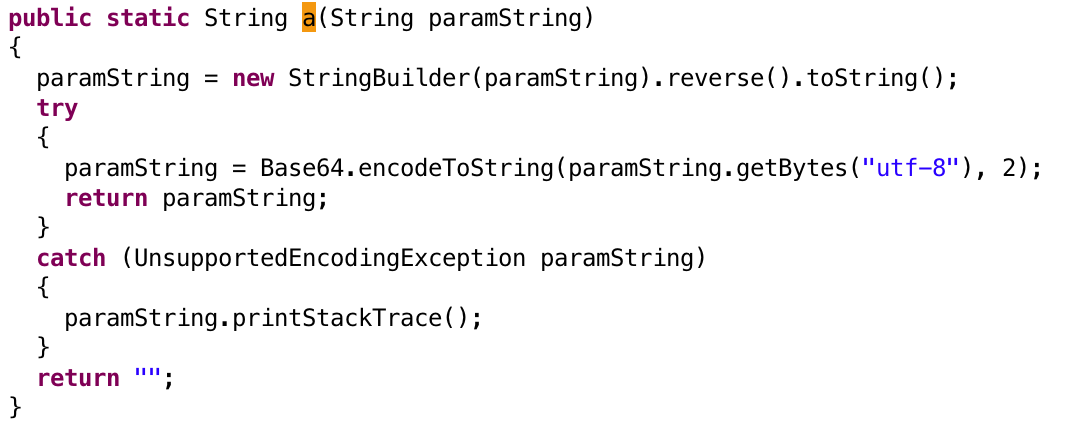 public static String a(String paramString)
{
  paramString = new StringBuilder(paramString).reverse().toString();
  try
  {
    paramString = Base64.encodeToString(paramString.getBytes("utf-8"), 2);
    return paramString;
  }
  catch (UnsupportedEncodingException paramString)
  {
    paramString.printStackTrace();
  }
  return "";
}